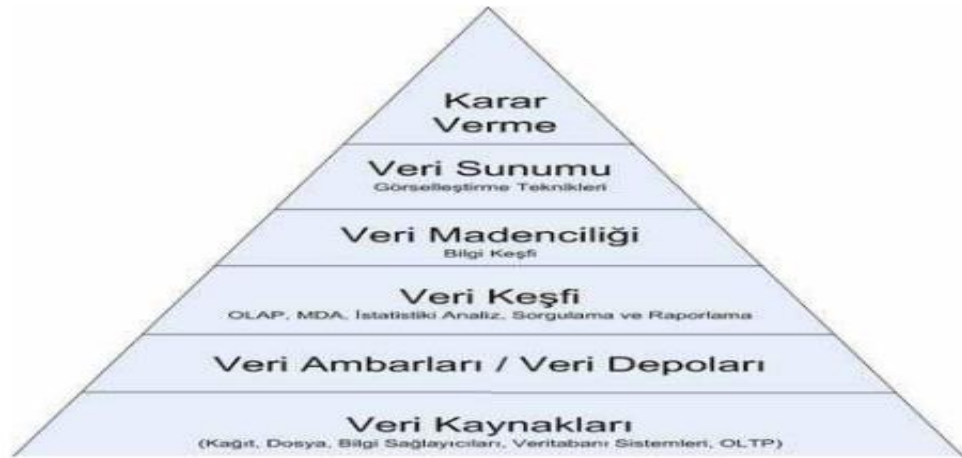 Karar
Verme
Veri Sunumu
Görselleştirme Teknikleri
Veri Madenciliği
Bilgi Keşfi
Veri Keşfi
OLAP, MDA, İstatistiki Analiz, Sorgulama ve Raporlama
Veri Ambarları / Veri Depoları
Veri Kaynakları
(Kağıt, Dosya, Bilgi Sağlayıcıları, Veritabanı Sistemleri, OLTP)